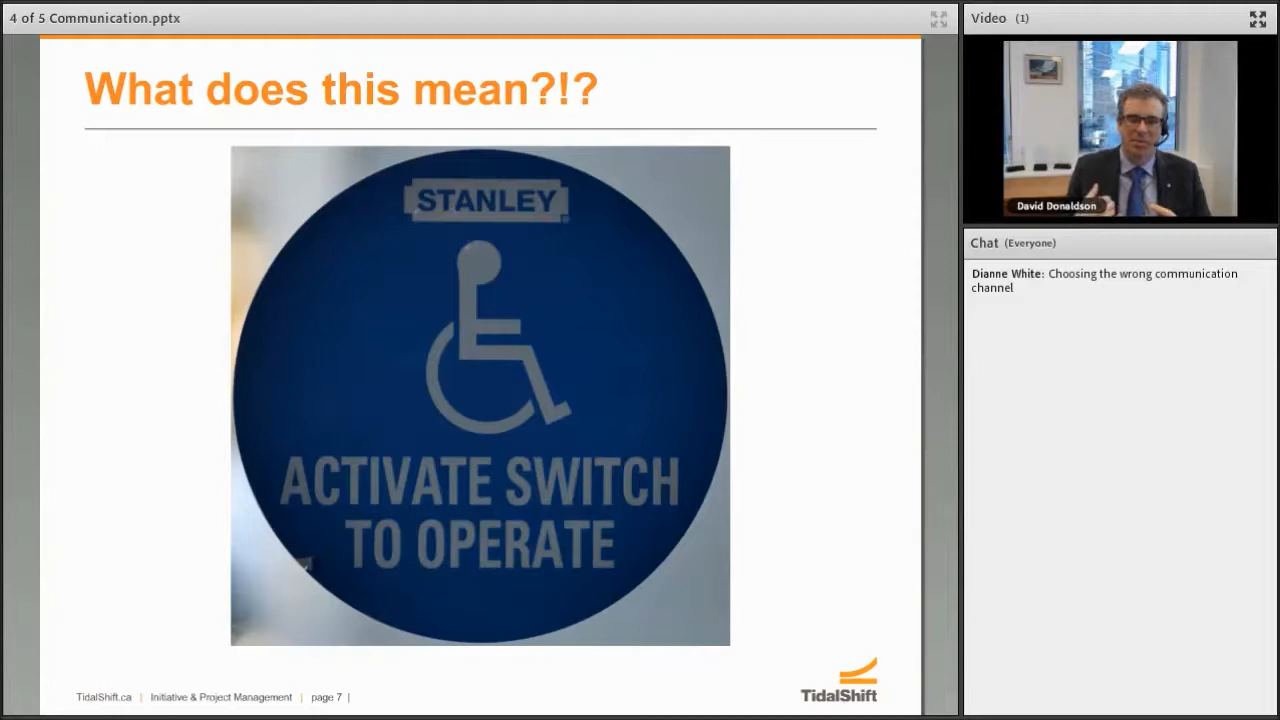 4 of 5 Communication.pptx
What does this mean?!?
STANLEY
ACTIVATE SWITCH
TO OPERATE
TidalShift.ca | Initiative & Project Management | page 7 |
TidalShift
Video (1)
David Donaldson
Chat (Everyone)
Dianne White: Choosing the wrong communication
channel